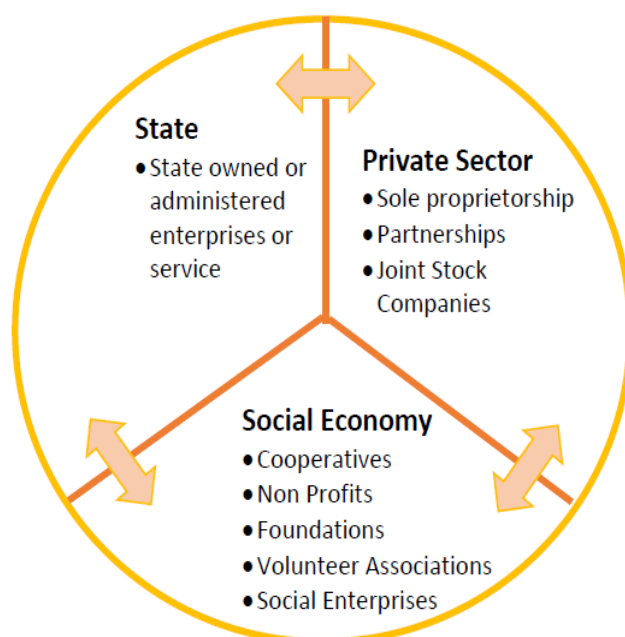 State
• State owned or
administered
enterprises or
service
Private Sector
• Sole proprietorship
• Partnerships
• Joint Stock
Companies
Social Economy
• Cooperatives
• Non Profits
• Foundations
• Volunteer Associations
• Social Enterprises